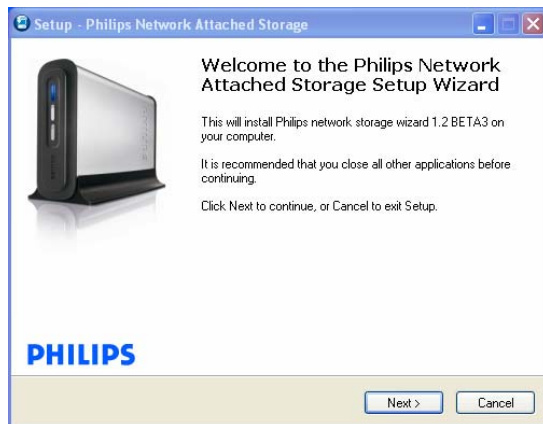 Setup - Philips Network Attached Storage
Welcome to the Philips Network
Attached Storage Setup Wizard
This will install Philips network storage wizard 1.2 BETA3 on
your computer.
It is recommended that you close all other applications before
continuing.
Click Next to continue, or Cancel to exit Setup.
PHILIPS
Next >
Cancel